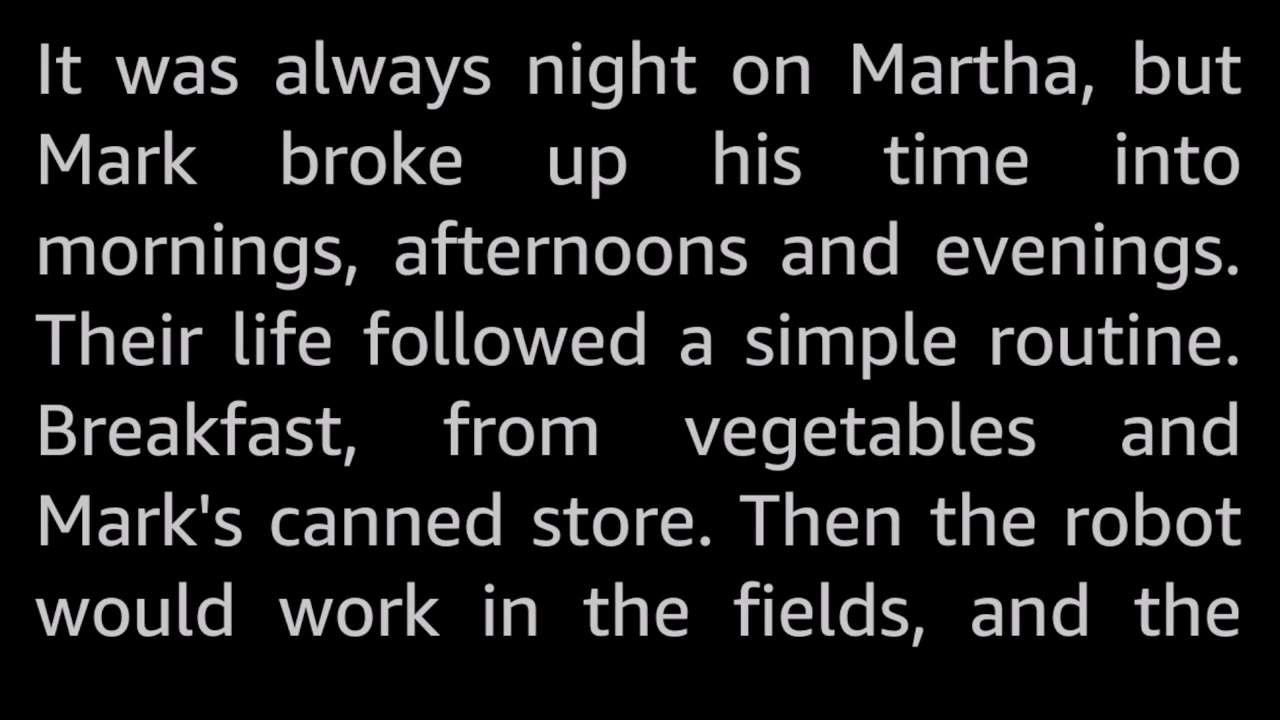 It was always night on Martha, but
Mark broke up his time into
mornings, afternoons and evenings.
Their life followed a simple routine.
Breakfast, from vegetables and
Mark's canned store. Then the robot
would work in the fields, and the